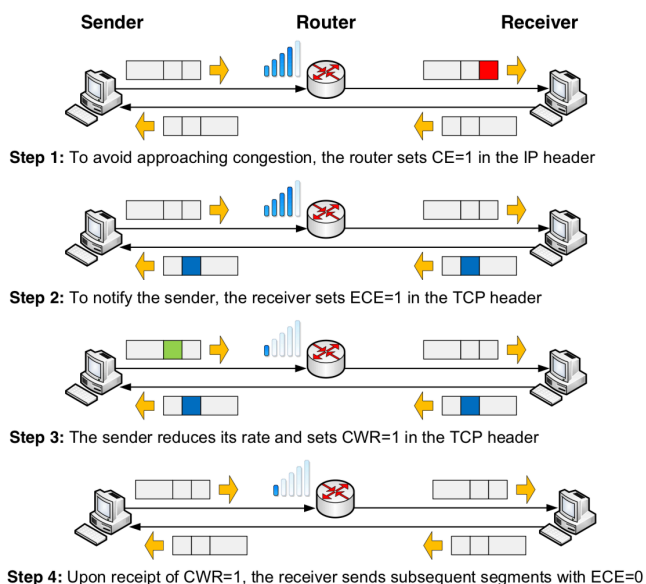 Sender Router Receiver
Step 1: To avoid approaching congestion, the router sets CE=1 in the IP header
Step 2: To notify the sender, the receiver sets ECE=1 in the TCP header
Step 3: The sender reduces its rate and sets CWR=1 in the TCP header
Step 4: Upon receipt of CWR=1, the receiver sends subsequent segments with ECE=0